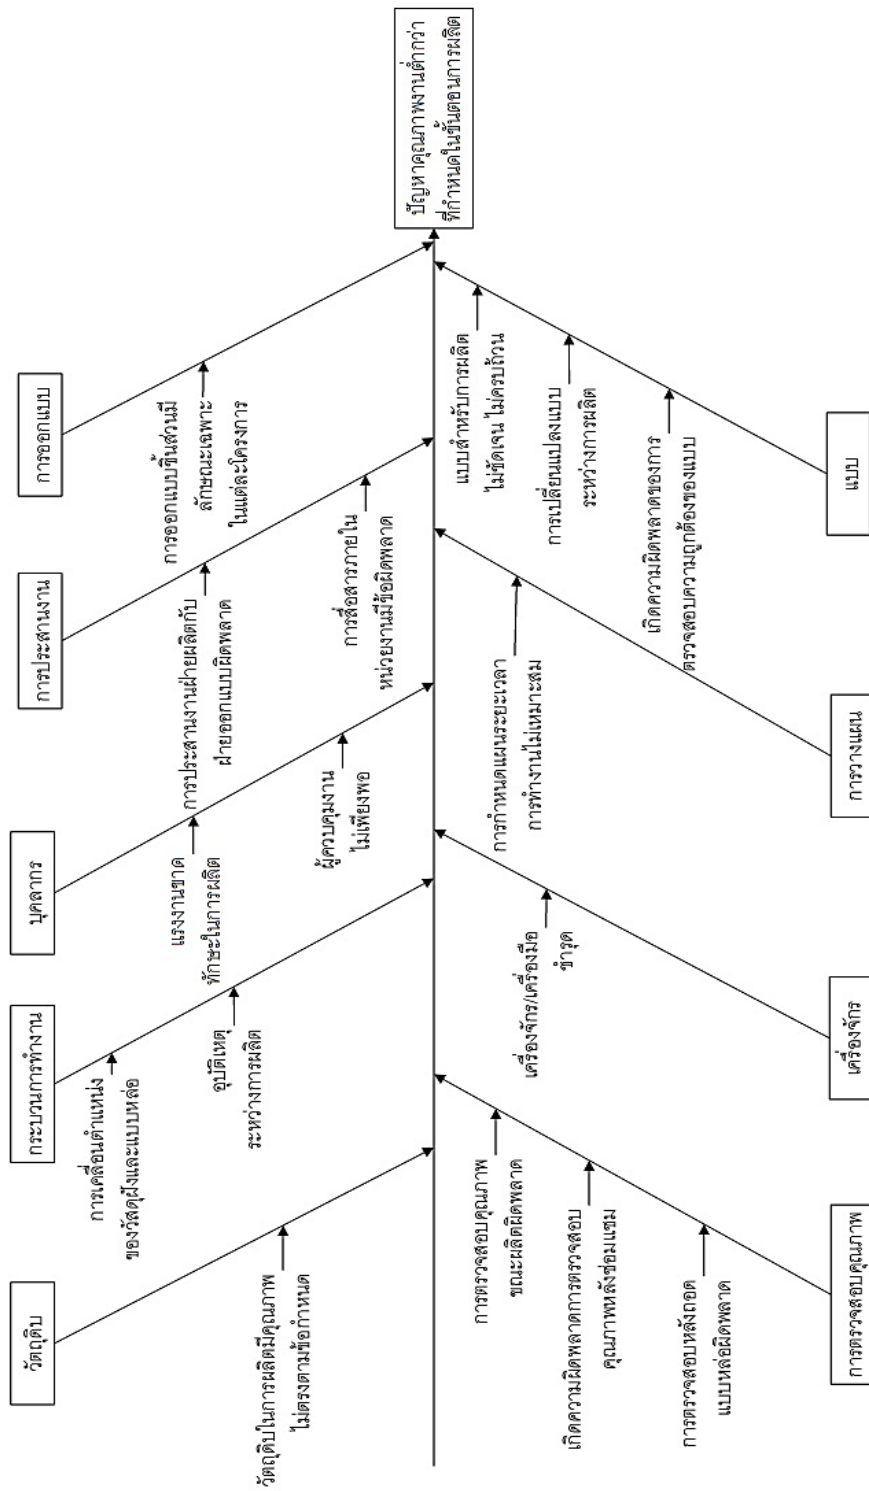 วัตถุดิบ
กระบวนการทำงาน
บุคลากร
การประสานงาน
การออกแบบ
วัตถุดิบในการผลิตมีคุณภาพ
ไม่ตรงตามข้อกำหนด
การเคลื่อนตำแหน่ง
ของวัสดุฝังและแบบหล่อ
อุบัติเหตุ
ระหว่างการผลิต
แรงงานขาด
ทักษะในการผลิต
ผู้ควบคุมงาน
ไม่เพียงพอ
การประสานงานฝ่ายผลิตกับ
ฝ่ายออกแบบผิดพลาด
การสื่อสารภายใน
หน่วยงานมีข้อผิดพลาด
การออกแบบชิ้นส่วนมี
ลักษณะเฉพาะ
ในแต่ละโครงการ
ปัญหาคุณภาพงานต่ำกว่า
ที่กำหนดในขั้นตอนการผลิต
การตรวจสอบคุณภาพ
ขณะผลิตผิดพลาด
เกิดความผิดพลาดการตรวจสอบ
คุณภาพหลังซ่อมแซม
การตรวจสอบหลังถอด
แบบหล่อผิดพลาด
เครื่องจักร/เครื่องมือ
ชำรุด
การกำหนดแผนระยะเวลา
การทำงานไม่เหมาะสม
แบบสำหรับการผลิต
ไม่ชัดเจน ไม่ครบถ้วน
การเปลี่ยนแปลงแบบ
ระหว่างการผลิต
เกิดความผิดพลาดของการ
ตรวจสอบความถูกต้องของแบบ
การตรวจสอบคุณภาพ
เครื่องจักร
การวางแผน
แบบ